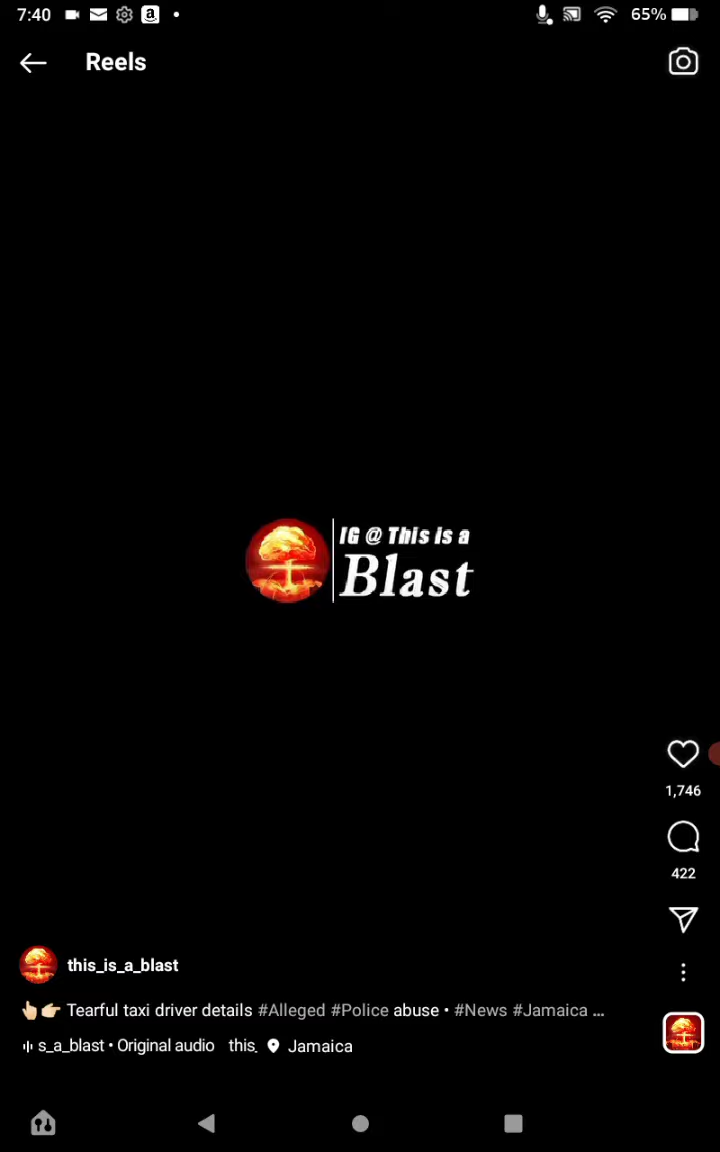 7:40
65%
Reels
IG @ This is a
Blast
1,746
422
this_is_a_blast
👆🏻👉🏻 Tearful taxi driver details #Alleged #Police abuse • #News #Jamaica ...
s_a_blast • Original audio this_ Jamaica